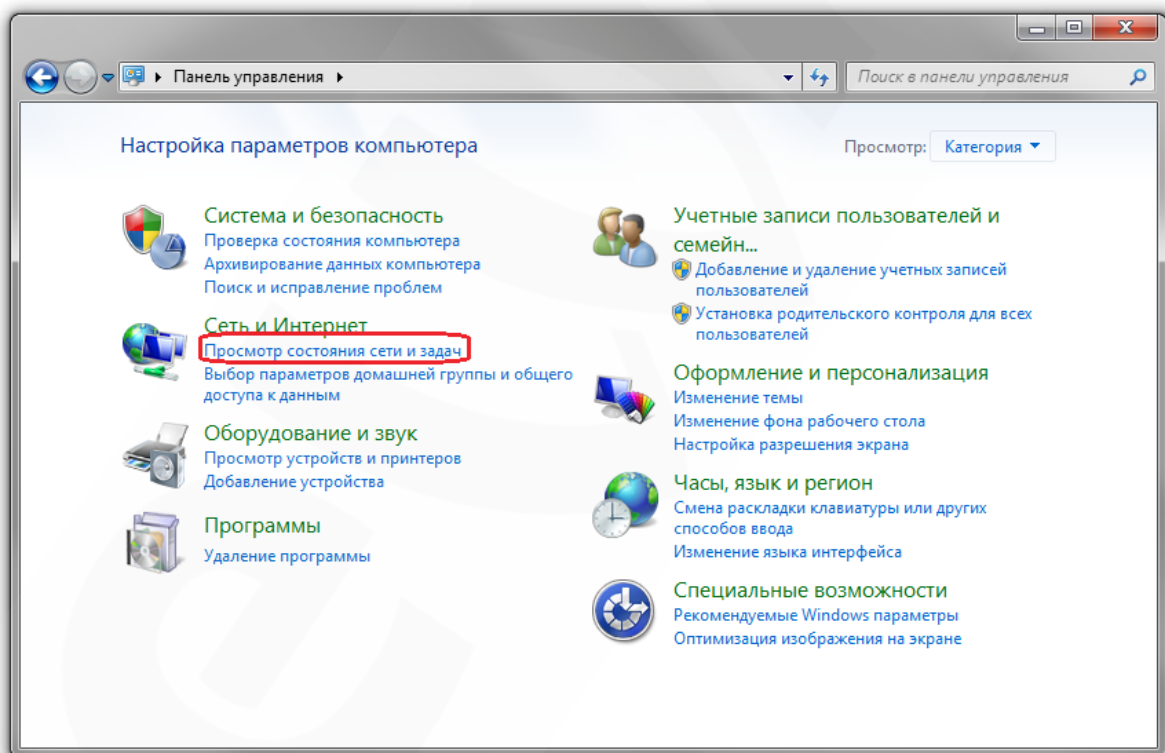 Панель управления
Поиск в панели управления
Настройка параметров компьютера
Просмотр: Категория
Система и безопасность
Проверка состояния компьютера
Архивирование данных компьютера
Поиск и исправление проблем
Сеть и Интернет
Просмотр состояния сети и задач
Выбор параметров домашней группы и общего
доступа к данным
Оборудование и звук
Просмотр устройств и принтеров
Добавление устройства
Программы
Удаление программы
Учетные записи пользователей и
семейн...
Добавление и удаление учетных записей
пользователей
Установка родительского контроля для всех
пользователей
Оформление и персонализация
Изменение темы
Изменение фона рабочего стола
Настройка разрешения экрана
Часы, язык и регион
Смена раскладки клавиатуры или других
способов ввода
Изменение языка интерфейса
Специальные возможности
Рекомендуемые Windows параметры
Оптимизация изображения на экране